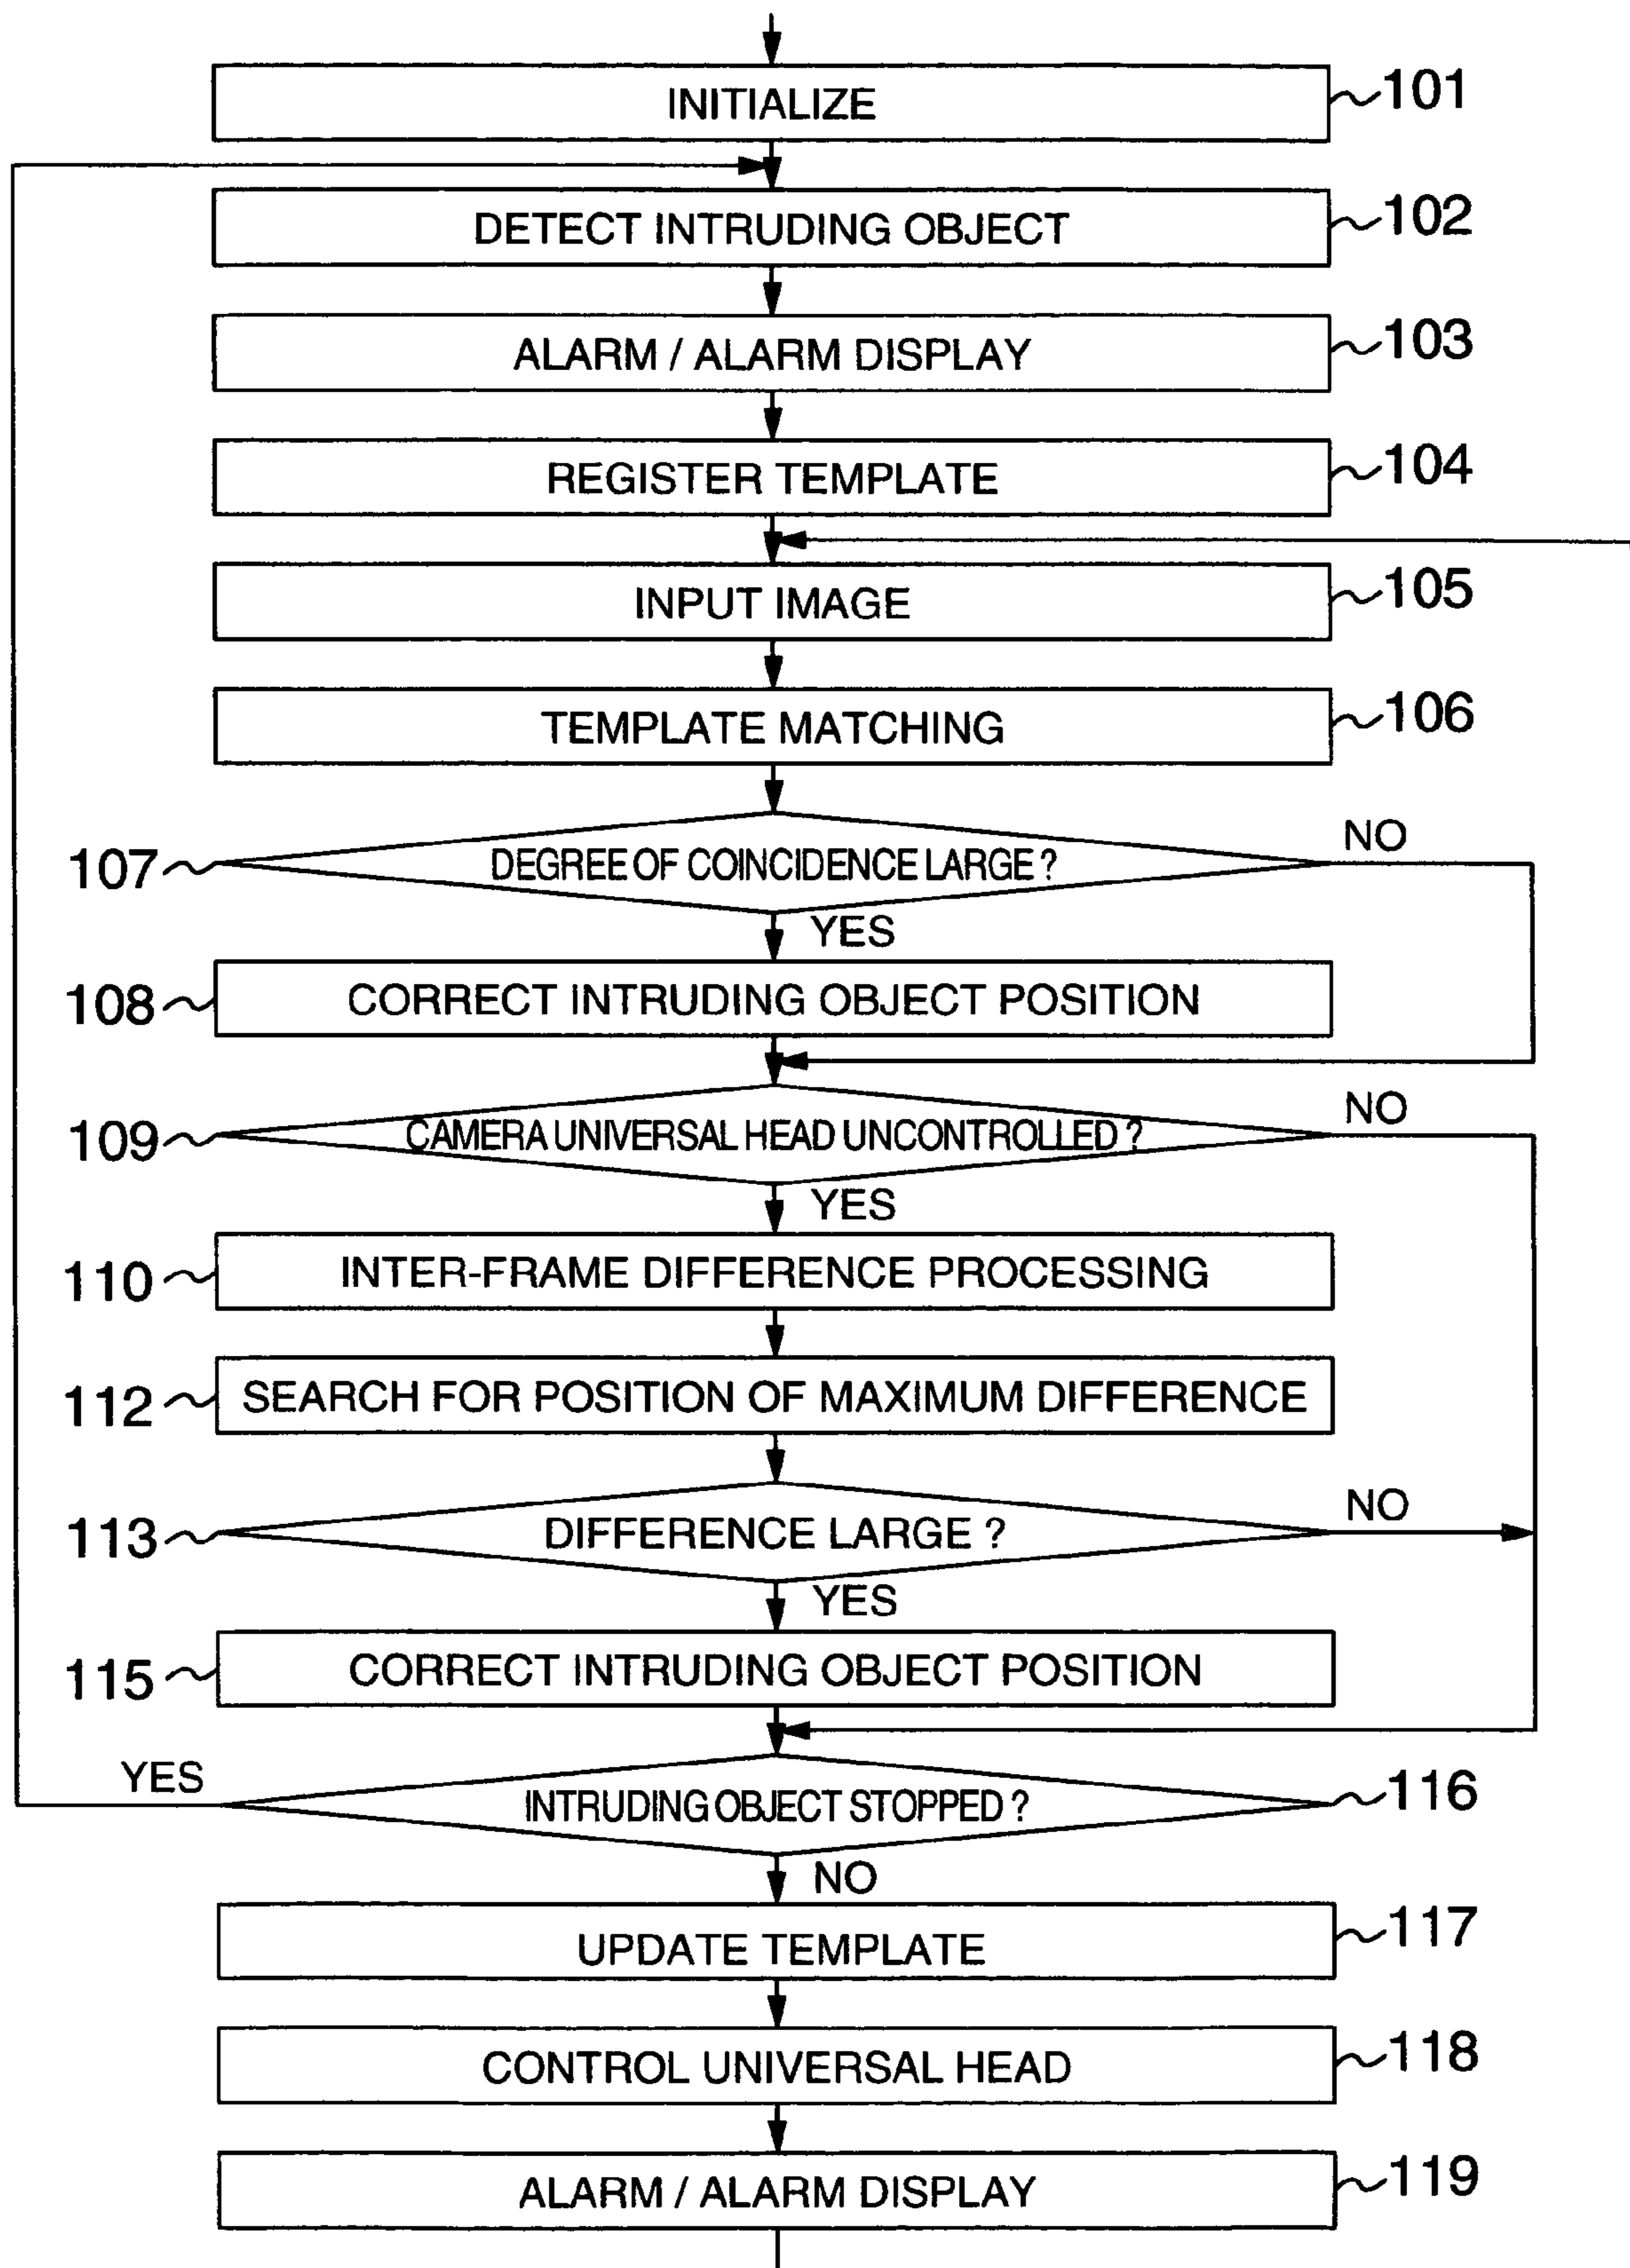 INITIALIZE
101
DETECT INTRUDING OBJECT
102
ALARM / ALARM DISPLAY
103
REGISTER TEMPLATE
104
INPUT IMAGE
105
TEMPLATE MATCHING
106
107
DEGREE OF COINCIDENCE LARGE ?
NO
YES
108
CORRECT INTRUDING OBJECT POSITION
109
CAMERA UNIVERSAL HEAD UNCONTROLLED ?
NO
YES
110
INTER-FRAME DIFFERENCE PROCESSING
112
SEARCH FOR POSITION OF MAXIMUM DIFFERENCE
113
DIFFERENCE LARGE ?
NO
YES
115
CORRECT INTRUDING OBJECT POSITION
YES
INTRUDING OBJECT STOPPED ?
116
NO
UPDATE TEMPLATE
117
CONTROL UNIVERSAL HEAD
118
ALARM / ALARM DISPLAY
119